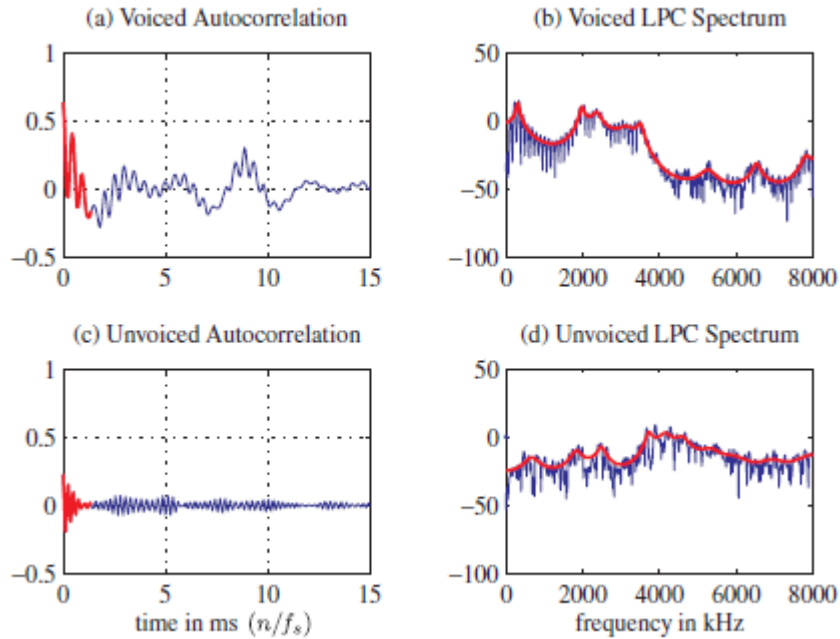 (a) Voiced Autocorrelation
1
0.5
0
−0.5
0 5 10 15
(b) Voiced LPC Spectrum
50
0
−50
−100
0 2000 4000 6000 8000
(c) Unvoiced Autocorrelation
1
0.5
0
−0.5
0 5 10 15
time in ms (n/fs)
(d) Unvoiced LPC Spectrum
50
0
−50
−100
0 2000 4000 6000 8000
frequency in kHz